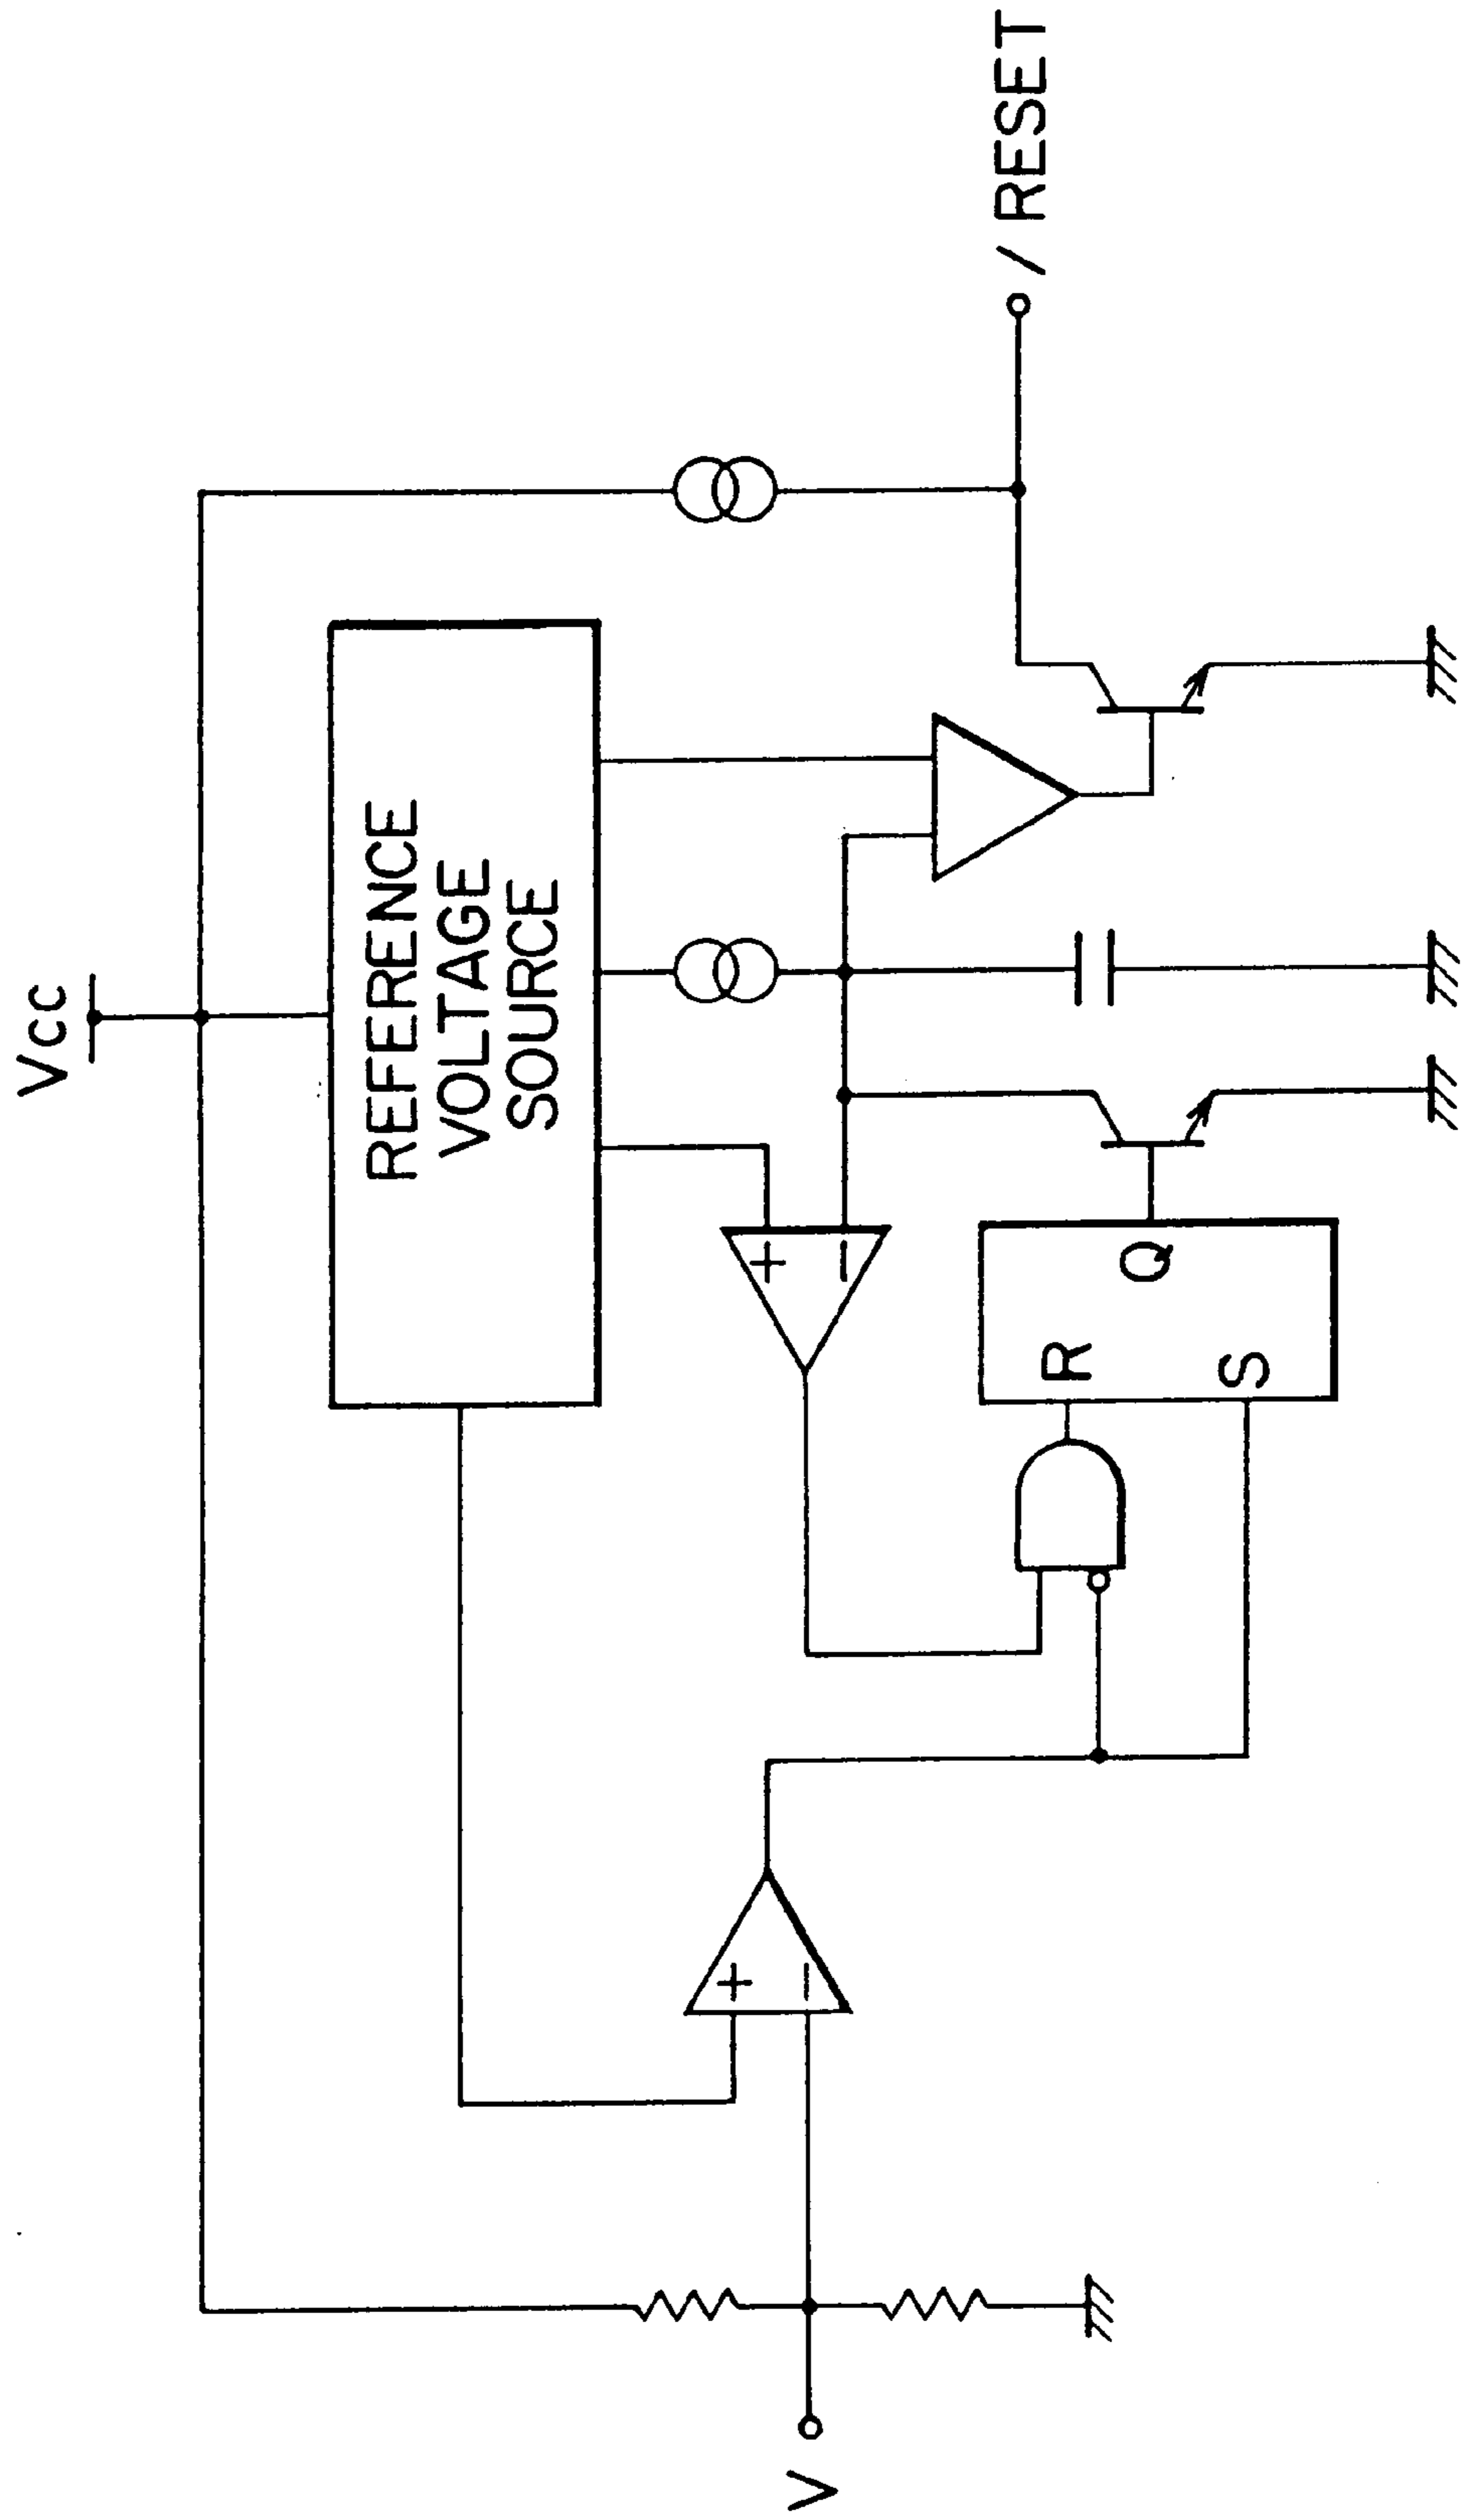 Vcc
REFERENCE
VOLTAGE
SOURCE
+
−
+
−
R
S
Q
V
/RESET